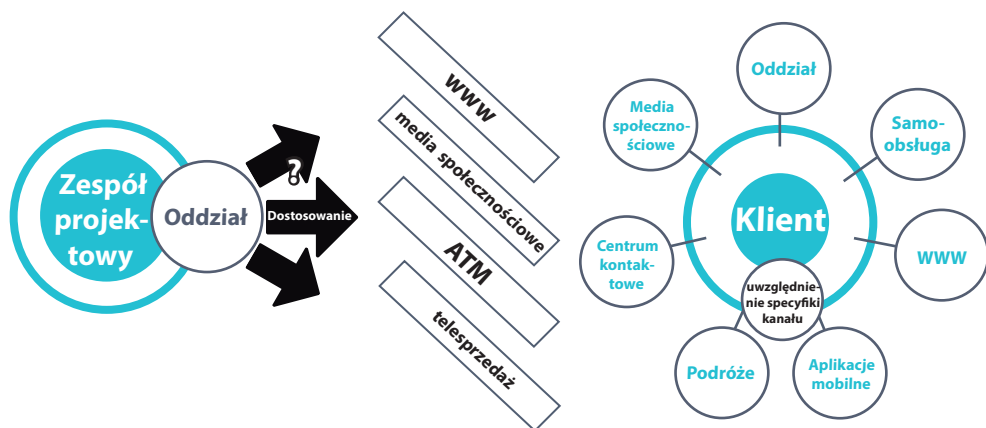 Zespół
projek-
towy
Oddział
?
Dostosowanie
www
media społecznościowe
ATM
telesprzedaż
Oddział
Media
społeczno-
ściowe
Samo-
obsługa
Klient
Centrum
kontak-
towe
www
uwzględnie-
nie specyfiki
kanału
Podróże
Aplikacje
mobilne